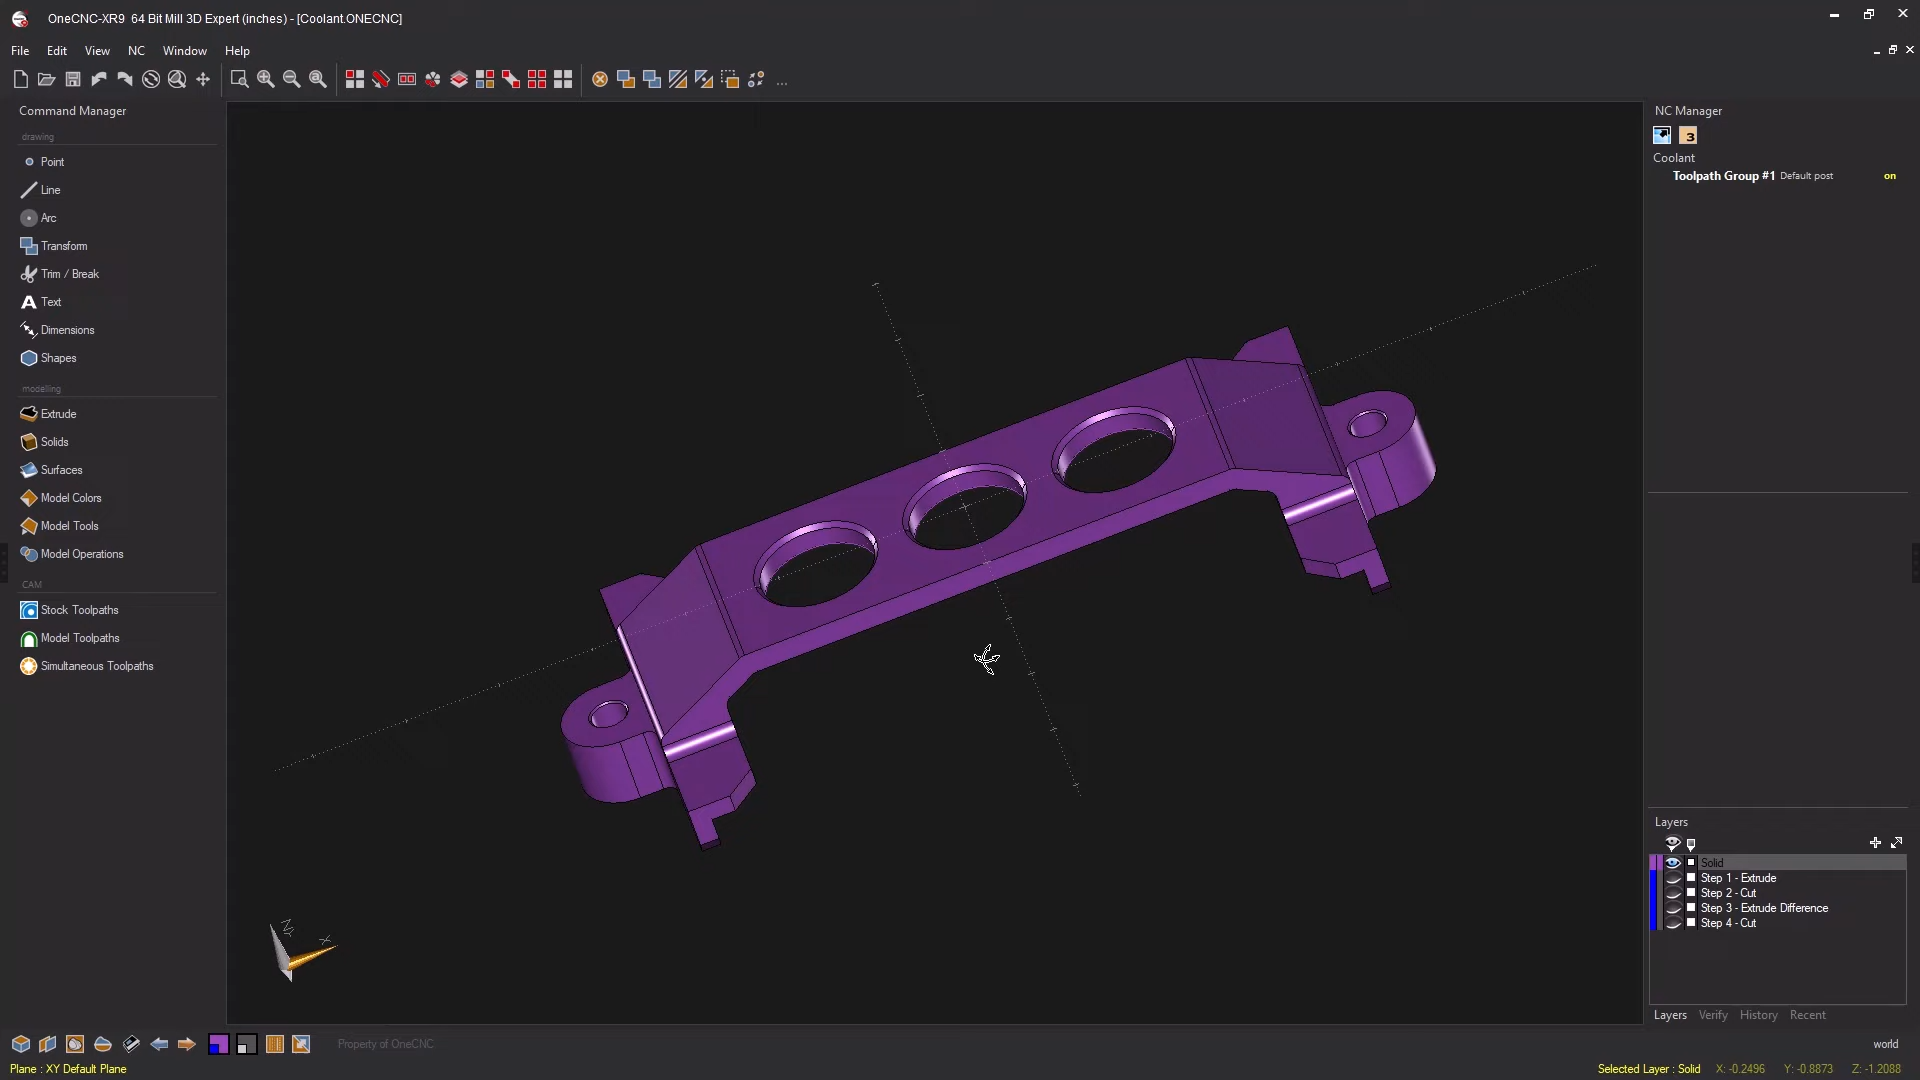 OneCNC-XR9 64 Bit Mill 3D Expert (inches) - [Coolant.ONECNC]
File Edit View NC Window Help
Command Manager
drawing
Point
Line
Arc
Transform
Trim / Break
Text
Dimensions
Shapes
modelling
Extrude
Solids
Surfaces
Model Colors
Model Tools
Model Operations
CAM
Stock Toolpaths
Model Toolpaths
Simultaneous Toolpaths
X
NC Manager
3
Coolant
Toolpath Group #1 Default post on
Layers
Solid
Step 1 - Extrude
Step 2 - Cut
Step 3 - Extrude Difference
Step 4 - Cut
Layers Verify History Recent
Property of OneCNC
world
Plane : XY Default Plane
Selected Layer : Solid X: -0.2496 Y: -0.8873 Z: -1.2088